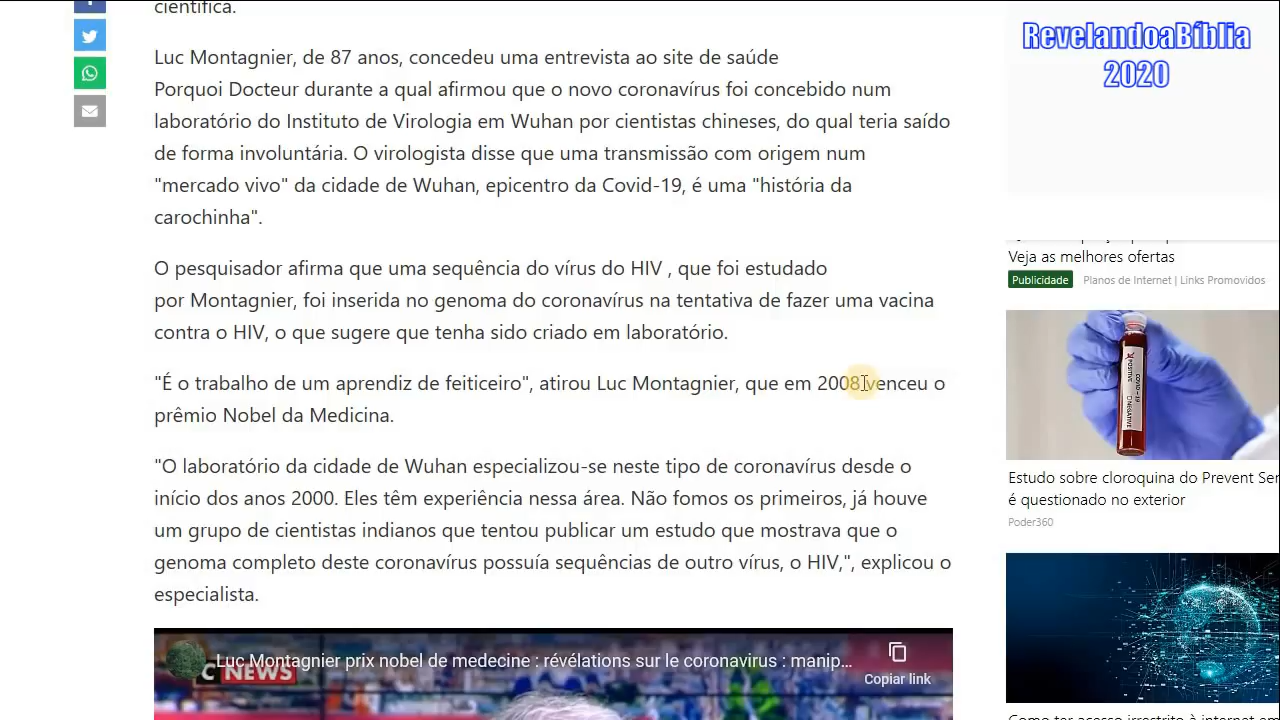 científica.
RevelandoaBíblia
2020
Luc Montagnier, de 87 anos, concedeu uma entrevista ao site de saúde
Porquoi Docteur durante a qual afirmou que o novo coronavírus foi concebido num
laboratório do Instituto de Virologia em Wuhan por cientistas chineses, do qual teria saído
de forma involuntária. O virologista disse que uma transmissão com origem num
"mercado vivo" da cidade de Wuhan, epicentro da Covid-19, é uma "história da
carochinha".
O pesquisador afirma que uma sequência do vírus do HIV , que foi estudado
por Montagnier, foi inserida no genoma do coronavírus na tentativa de fazer uma vacina
contra o HIV, o que sugere que tenha sido criado em laboratório.
"É o trabalho de um aprendiz de feiticeiro", atirou Luc Montagnier, que em 2008 venceu o
prêmio Nobel da Medicina.
"O laboratório da cidade de Wuhan especializou-se neste tipo de coronavírus desde o
início dos anos 2000. Eles têm experiência nessa área. Não fomos os primeiros, já houve
um grupo de cientistas indianos que tentou publicar um estudo que mostrava que o
genoma completo deste coronavírus possuía sequências de outro vírus, o HIV,", explicou o
especialista.
Luc Montagnier prix nobel de medecine : révélations sur le coronavirus : manip...
C NEWS
Copiar link
Veja as melhores ofertas
Publicidade Planos de Internet | Links Promovidos
POSITIVE
NEGATIVE
COVID-19
Estudo sobre cloroquina do Prevent Ser
é questionado no exterior
Poder360
Como ter acesso irrestrito à internet